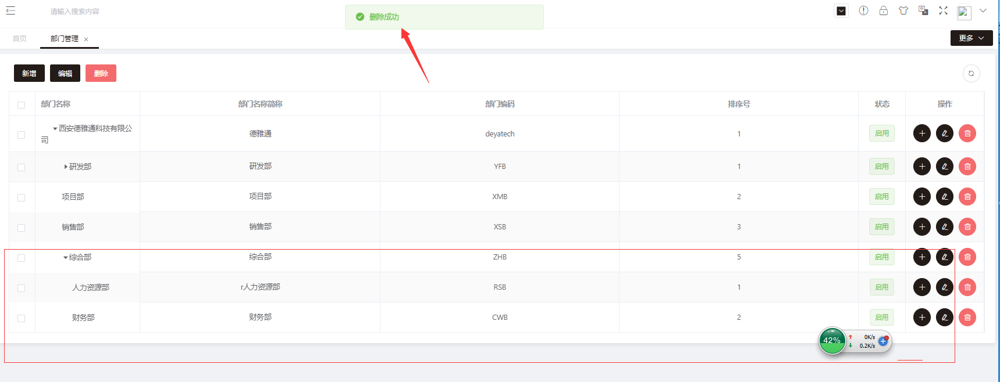 请输入搜索内容
删除成功
首页 部门管理 更多
新增 编辑 删除
部门名称 部门名称简称 部门编码 排序号 状态 操作
西安德雅通科技有限公司 德雅通 deyatech 1 启用
研发部 研发部 YFB 1 启用
项目部 项目部 XMB 2 启用
销售部 销售部 XSB 3 启用
综合部 综合部 ZHB 5 启用
人力资源部 r人力资源部 RSB 1 启用
财务部 财务部 CWB 2 启用
42% 0K/s
0.2K/s